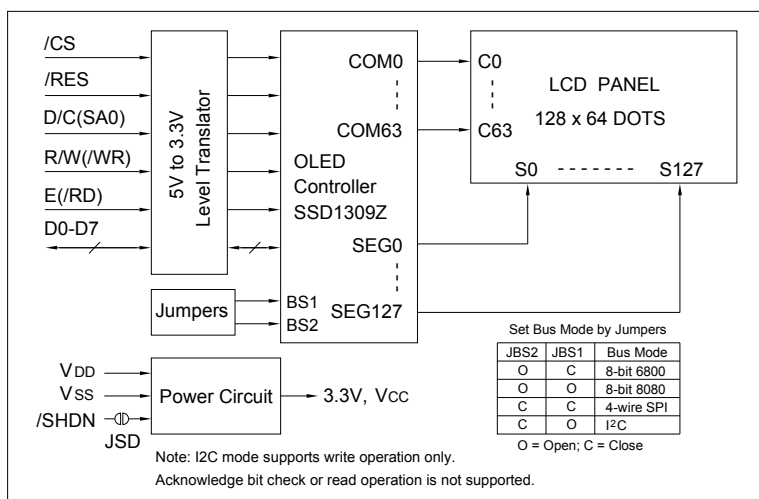 /CS
/RES
D/C(SA0)
R/W(/WR)
E(/RD)
D0-D7
5V to 3.3V
Level Translator
COM0
COM63
OLED
Controller
SSD1309Z
SEG0
SEG127
BS1
BS2
C0
C63
LCD PANEL
128 x 64 DOTS
S0
S127
Jumpers
VDD
VSS
/SHDN
JSD
Power Circuit
3.3V, VCC
Set Bus Mode by Jumpers
JBS2 JBS1 Bus Mode
O C 8-bit 6800
O O 8-bit 8080
C C 4-wire SPI
C O I²C
O = Open; C = Close
Note: I2C mode supports write operation only.
Acknowledge bit check or read operation is not supported.